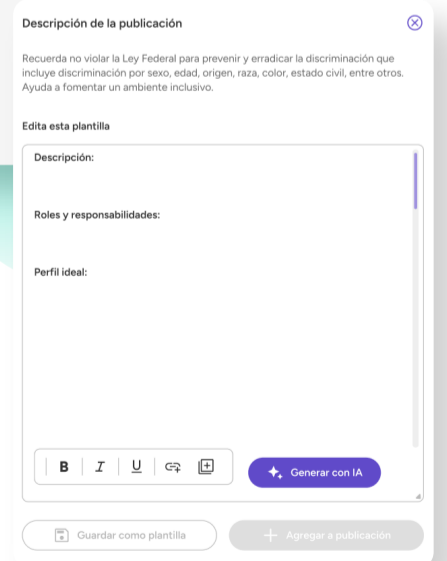 Descripción de la publicación
Recuerda no violar la Ley Federal para prevenir y erradicar la discriminación que
incluye discriminación por sexo, edad, origen, raza, color, estado civil, entre otros.
Ayuda a fomentar un ambiente inclusivo.
Edita esta plantilla
Descripción:
Roles y responsabilidades:
Perfil ideal:
B I U
Generar con IA
Guardar como plantilla
Agregar a publicación